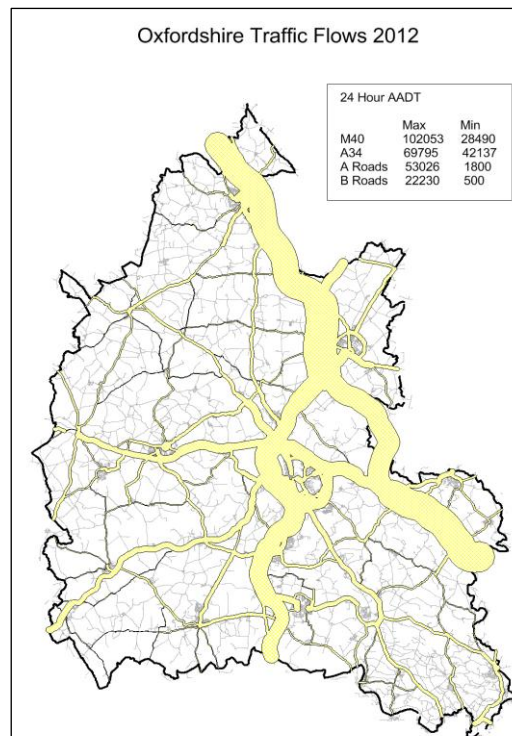 Oxfordshire Traffic Flows 2012
24 Hour AADT
Max Min
M40 102053 28490
A34 69795 42137
A Roads 53026 1800
B Roads 22230 500